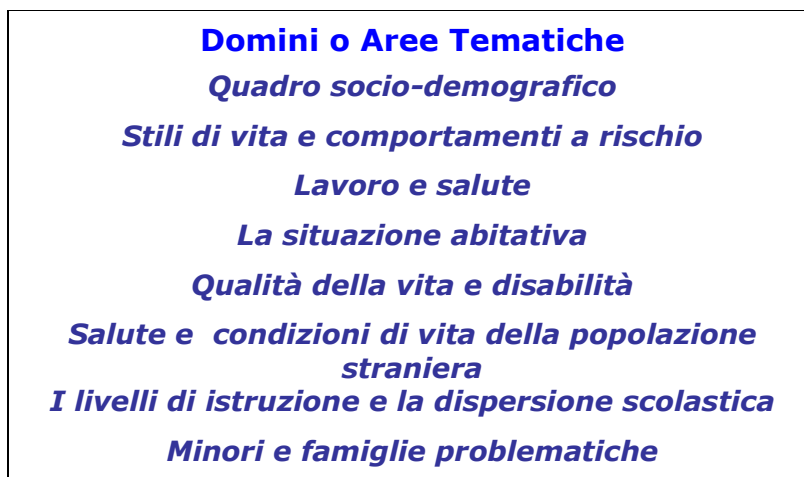 Domini o Aree Tematiche
Quadro socio-demografico
Stili di vita e comportamenti a rischio
Lavoro e salute
La situazione abitativa
Qualità della vita e disabilità
Salute e condizioni di vita della popolazione
straniera
I livelli di istruzione e la dispersione scolastica
Minori e famiglie problematiche